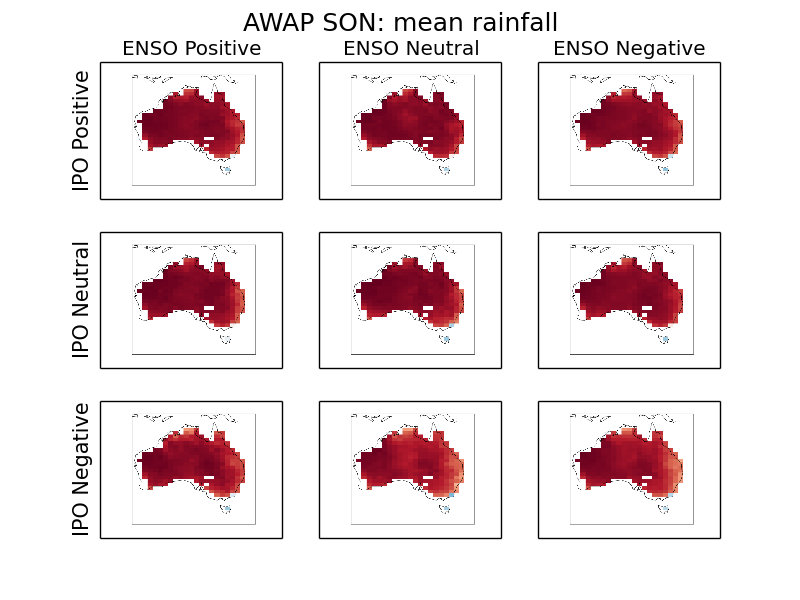 AWAP SON: mean rainfall
ENSO Positive
ENSO Neutral
ENSO Negative
IPO Positive
IPO Neutral
IPO Negative